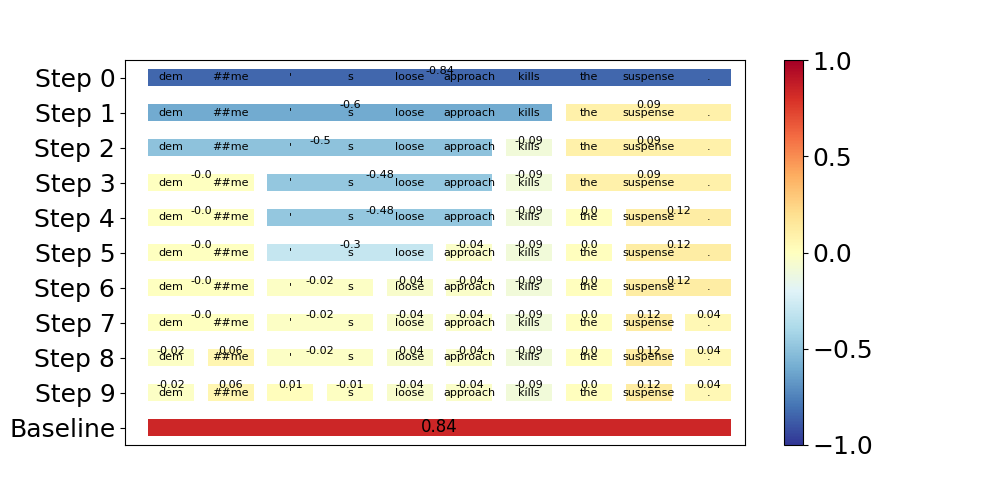 -0.84
Step 0 dem ##me ' s loose approach kills the suspense .
-0.6 0.09
Step 1 dem ##me ' s loose approach kills the suspense .
-0.5 -0.09 0.09
Step 2 dem ##me ' s loose approach kills the suspense .
-0.0 -0.48 -0.09 0.09
Step 3 dem ##me ' s loose approach kills the suspense .
-0.0 -0.48 -0.09 0.0 0.12
Step 4 dem ##me ' s loose approach kills the suspense .
-0.0 -0.3 -0.04 -0.09 0.0 0.12
Step 5 dem ##me ' s loose approach kills the suspense .
-0.0 -0.02 -0.04 -0.04 -0.09 0.0 0.12
Step 6 dem ##me ' s loose approach kills the suspense .
-0.0 -0.02 -0.04 -0.04 -0.09 0.0 0.12 0.04
Step 7 dem ##me ' s loose approach kills the suspense .
-0.02 0.06 -0.02 -0.04 -0.04 -0.09 0.0 0.12 0.04
Step 8 dem ##me ' s loose approach kills the suspense .
-0.02 0.06 0.01 -0.01 -0.04 -0.04 -0.09 0.0 0.12 0.04
Step 9 dem ##me ' s loose approach kills the suspense .
Baseline 0.84
1.0
0.5
0.0
−0.5
−1.0